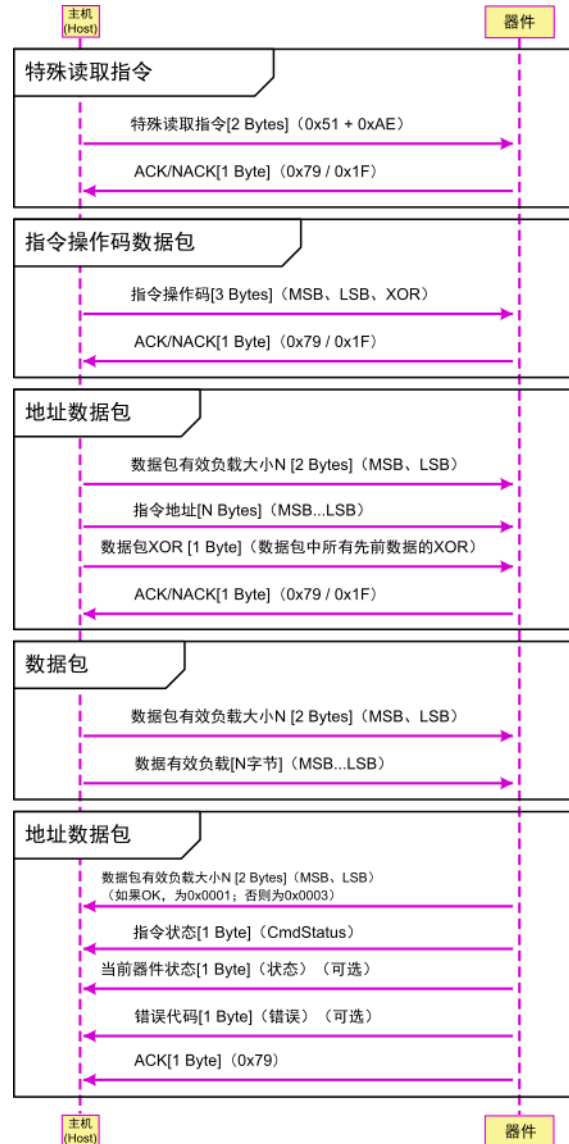 主机
(Host)
器件
特殊读取指令
特殊读取指令[2 Bytes]（0x51 + 0xAE）
ACK/NACK[1 Byte]（0x79 / 0x1F）
指令操作码数据包
指令操作码[3 Bytes]（MSB、LSB、XOR）
ACK/NACK[1 Byte]（0x79 / 0x1F）
地址数据包
数据包有效负载大小N [2 Bytes]（MSB、LSB）
指令地址[N Bytes]（MSB...LSB）
数据包XOR [1 Byte]（数据包中所有先前数据的XOR）
ACK/NACK[1 Byte]（0x79 / 0x1F）
数据包
数据包有效负载大小N [2 Bytes]（MSB、LSB）
数据有效负载[N字节]（MSB...LSB）
地址数据包
数据包有效负载大小N [2 Bytes]（MSB、LSB）
（如果OK，为0x0001；否则为0x0003）
指令状态[1 Byte]（CmdStatus）
当前器件状态[1 Byte]（状态）（可选）
错误代码[1 Byte]（错误）（可选）
ACK[1 Byte]（0x79）
主机
(Host)
器件